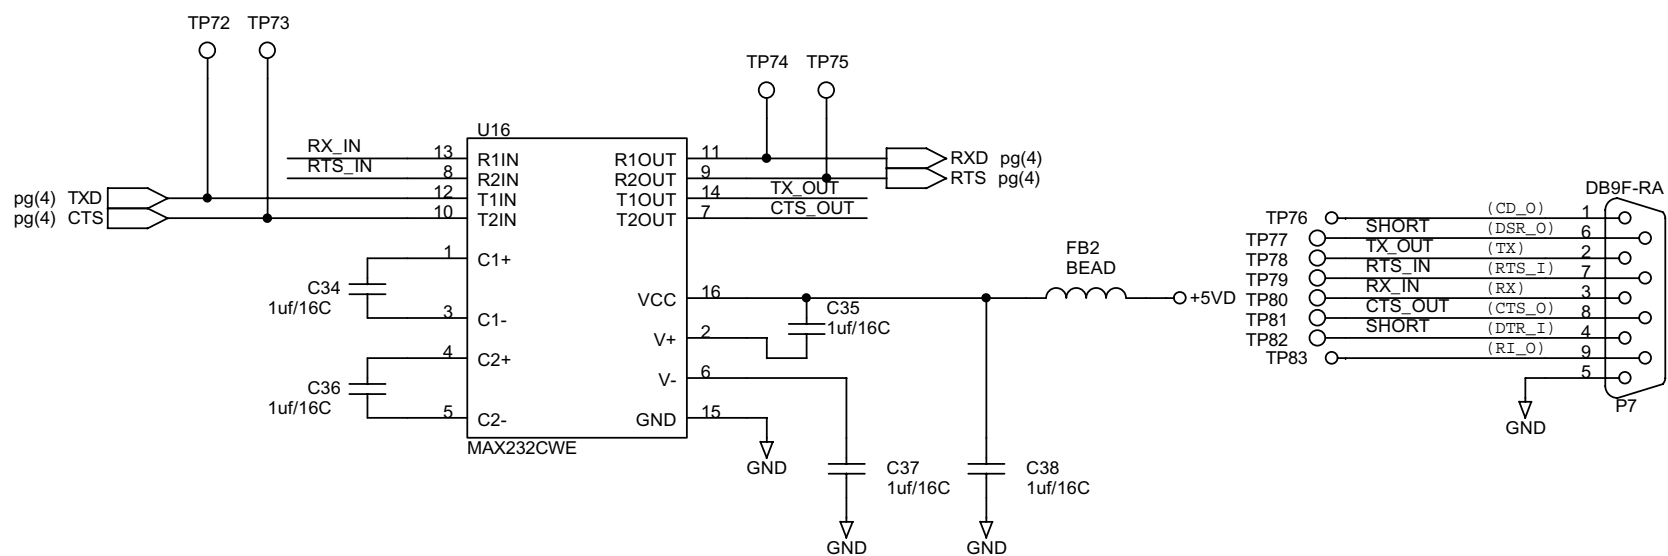 TP72 TP73
TP74 TP75
U16
RX_IN 13 R1IN R1OUT 11 RXD pg(4)
RTS_IN 8 R2IN R2OUT 9 RTS pg(4)
pg(4) TXD 12 T1IN T1OUT 14 TX_OUT
pg(4) CTS 10 T2IN T2OUT 7 CTS_OUT
1 C1+
C34
1uf/16C
3 C1-
4 C2+
C36
1uf/16C
5 C2-
VCC 16
V+ 2
V- 6
GND 15
MAX232CWE
GND
C35
1uf/16C
FB2
BEAD
+5VD
C37
1uf/16C
GND
C38
1uf/16C
GND
DB9F-RA
TP76 (CD_O) 1
TP77 SHORT (DSR_O) 6
TP78 TX_OUT (TX) 2
TP79 RTS_IN (RTS_I) 7
TP80 RX_IN (RX) 3
TP81 CTS_OUT (CTS_O) 8
TP82 SHORT (DTR_I) 4
TP83 (RI_O) 9
5
P7
GND